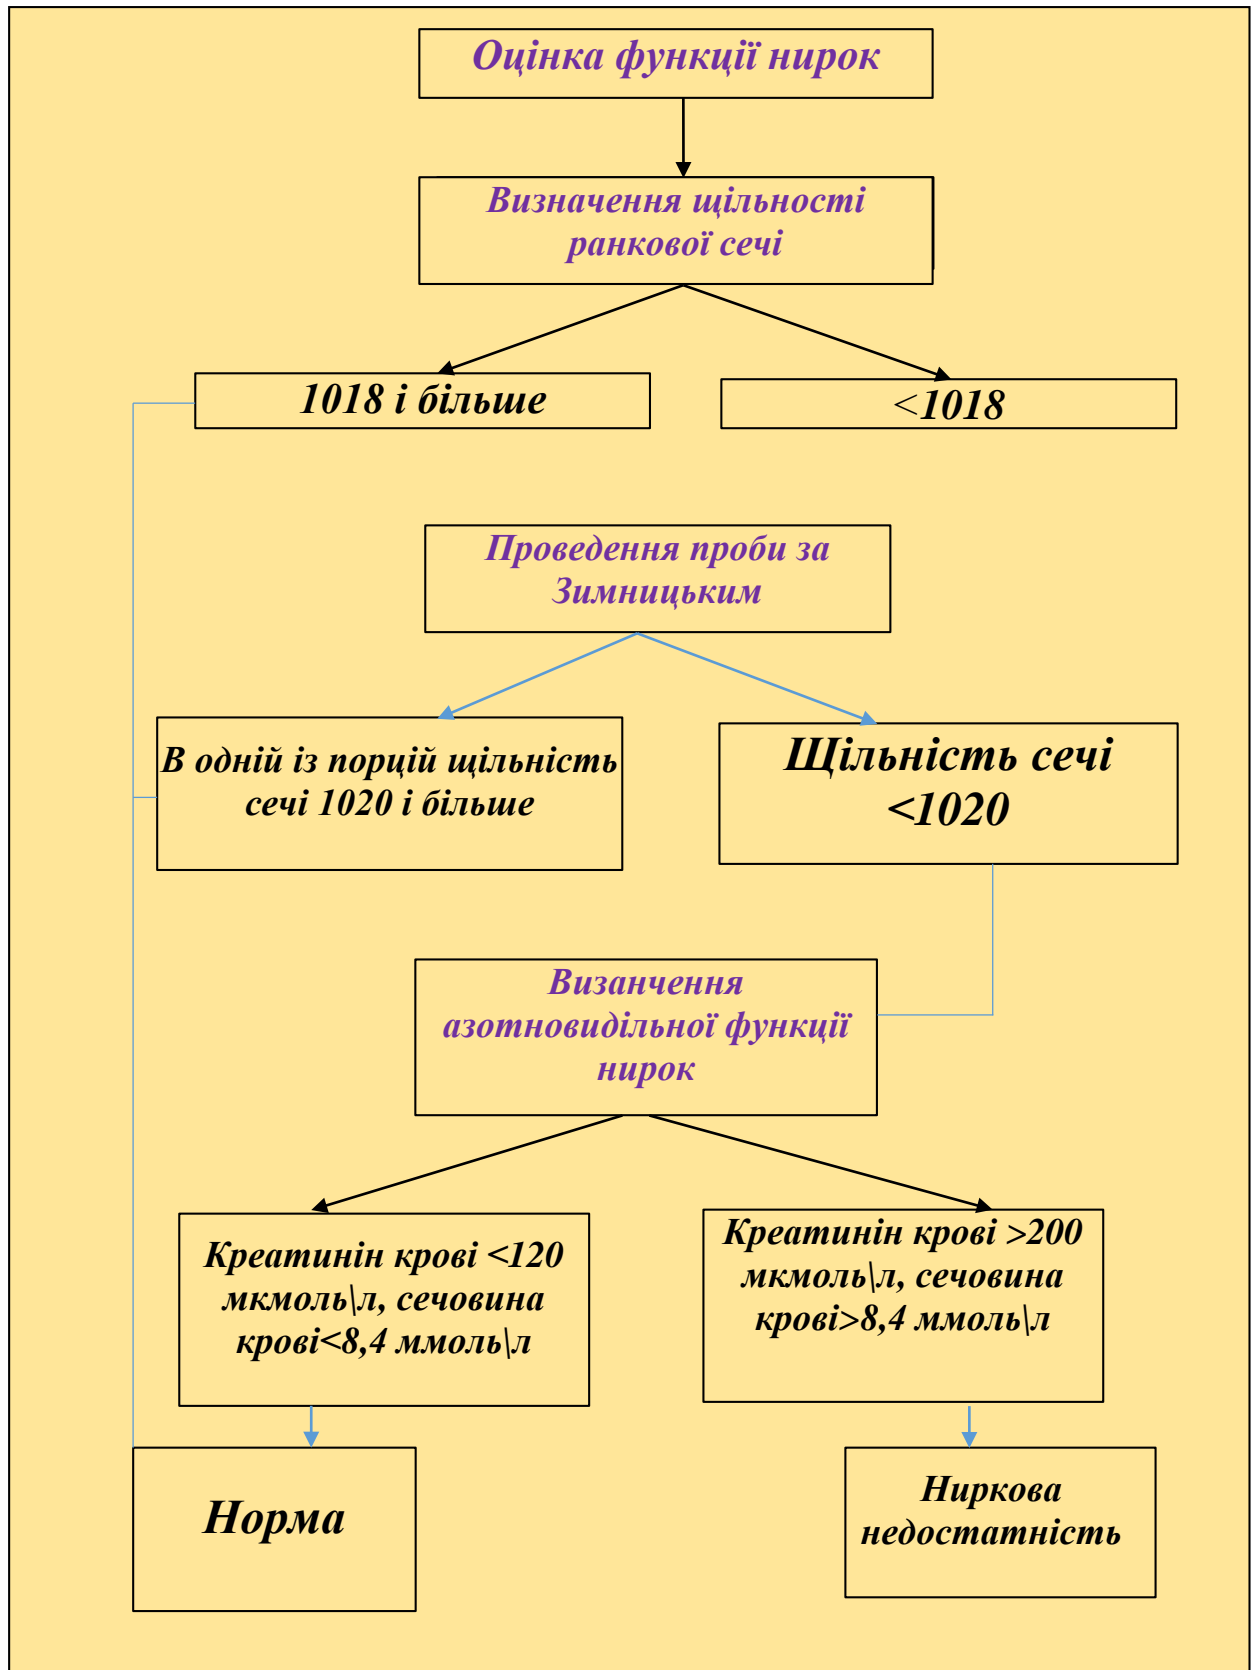 Оцінка функції нирок
Визначення щільності
ранкової сечі
1018 і більше
<1018
Проведення проби за
Зимницьким
В одній із порцій щільність
сечі 1020 і більше
Щільність сечі
<1020
Визанчення
азотновидільної функції
нирок
Креатинін крові <120
мкмоль\л, сечовина
крові<8,4 ммоль\л
Креатинін крові >200
мкмоль\л, сечовина
крові>8,4 ммоль\л
Норма
Ниркова
недостатність